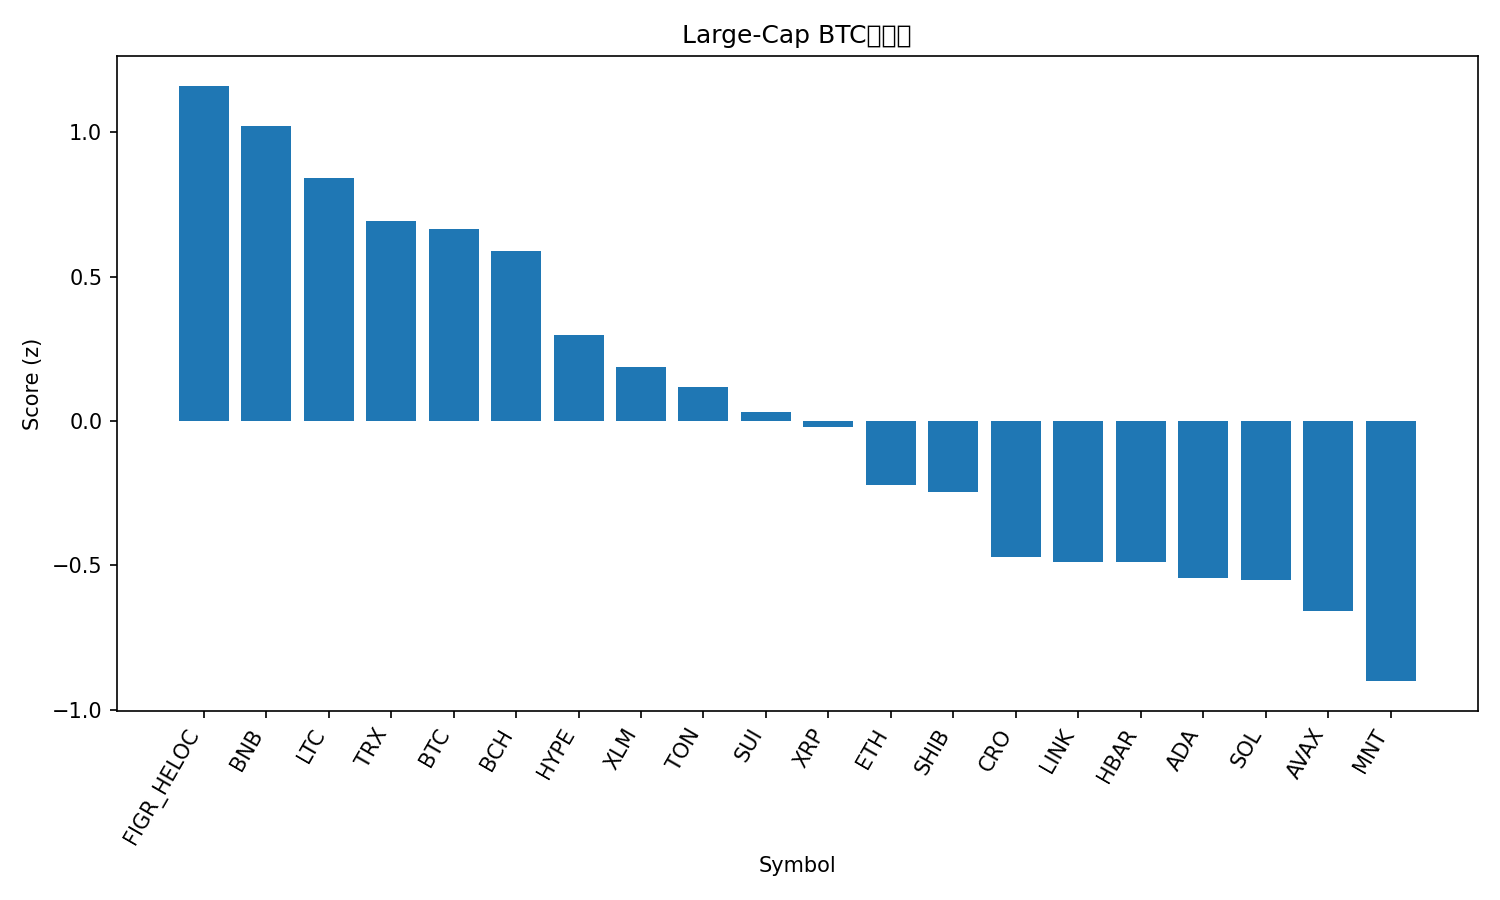 Large-Cap BTC
Score (z)
1.0
0.5
0.0
−0.5
−1.0
FIGR_HELOC
BNB
LTC
TRX
BTC
BCH
HYPE
XLM
TON
SUI
XRP
ETH
SHIB
CRO
LINK
HBAR
ADA
SOL
AVAX
MNT
Symbol